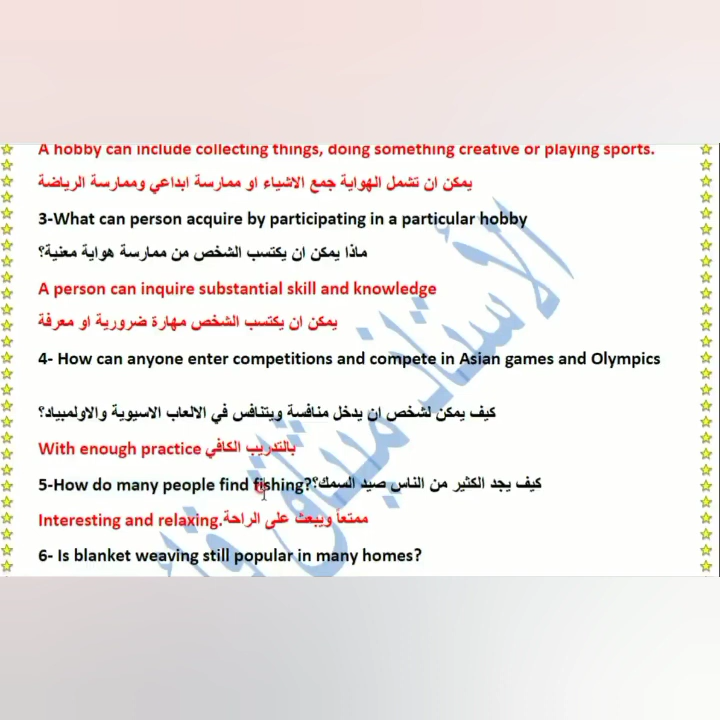 A hobby can include collecting things, doing something creative or playing sports.
يمكن ان تشمل الهواية جمع الاشياء او ممارسة ابداعي وممارسة الرياضة
3-What can person acquire by participating in a particular hobby
ماذا يمكن ان يكتسب الشخص من ممارسة هواية معنية؟
A person can inquire substantial skill and knowledge
يمكن ان يكتسب الشخص مهارة ضرورية او معرفة
4- How can anyone enter competitions and compete in Asian games and Olympics
كيف يمكن لشخص ان يدخل منافسة ويتنافس في الالعاب الاسيوية والاولمبياد؟
With enough practice بالتدريب الكافي
5-How do many people find fishing?كيف يجد الكثير من الناس صيد السمك؟
Interesting and relaxing.ممتعاً ويبعث على الراحة
6- Is blanket weaving still popular in many homes?
الأستاذ ميثاق